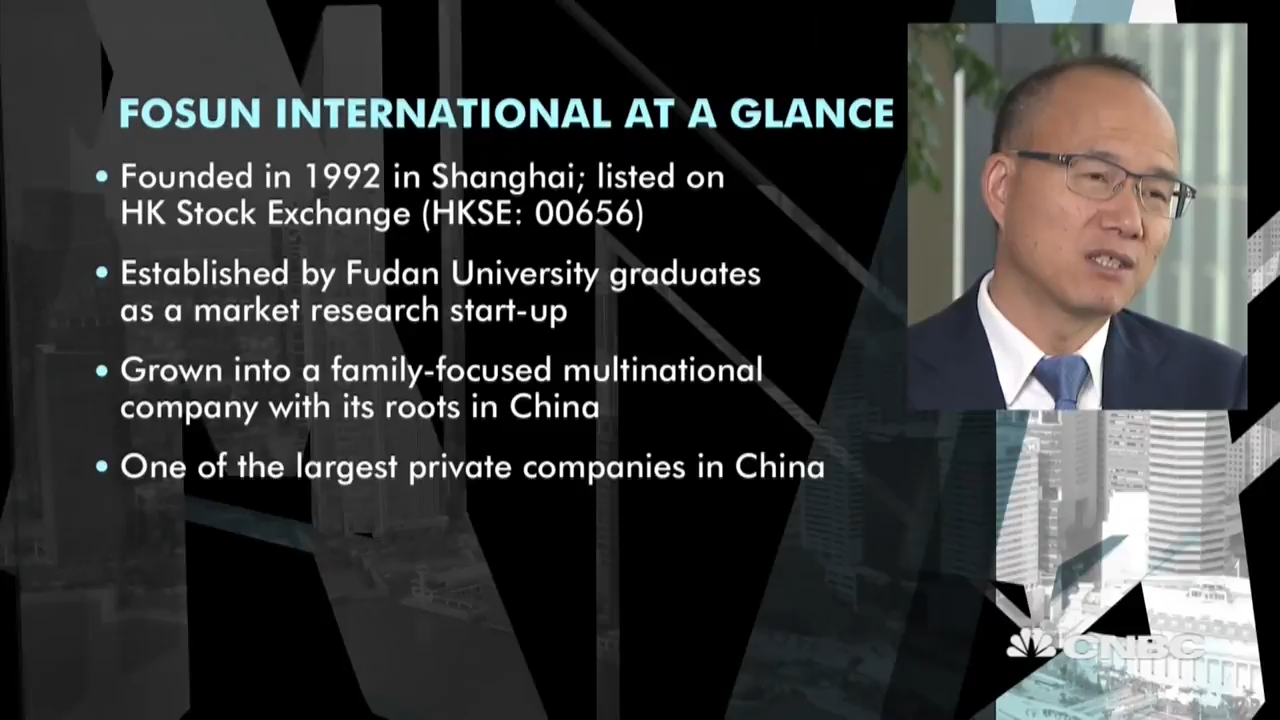 FOSUN INTERNATIONAL AT A GLANCE
• Founded in 1992 in Shanghai; listed on
HK Stock Exchange (HKSE: 00656)
• Established by Fudan University graduates
as a market research start-up
• Grown into a family-focused multinational
company with its roots in China
• One of the largest private companies in China
CNBC